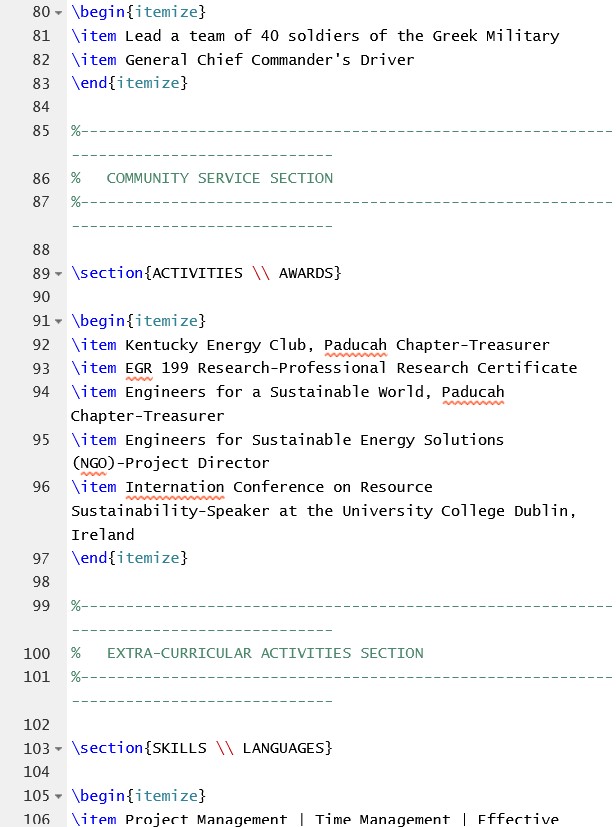 80 \begin{itemize}
81 \item Lead a team of 40 soldiers of the Greek Military
82 \item General Chief Commander's Driver
83 \end{itemize}
84
85 %------------------------------------------------------------
-----------------------------
86 %   COMMUNITY SERVICE SECTION
87 %------------------------------------------------------------
-----------------------------
88
89 \section{ACTIVITIES \\ AWARDS}
90
91 \begin{itemize}
92 \item Kentucky Energy Club, Paducah Chapter-Treasurer
93 \item EGR 199 Research-Professional Research Certificate
94 \item Engineers for a Sustainable World, Paducah
Chapter-Treasurer
95 \item Engineers for Sustainable Energy Solutions
(NGO)-Project Director
96 \item Internation Conference on Resource
Sustainability-Speaker at the University College Dublin,
Ireland
97 \end{itemize}
98
99 %------------------------------------------------------------
-----------------------------
100 %   EXTRA-CURRICULAR ACTIVITIES SECTION
101 %------------------------------------------------------------
-----------------------------
102
103 \section{SKILLS \\ LANGUAGES}
104
105 \begin{itemize}
106 \item Project Management | Time Management | Effective